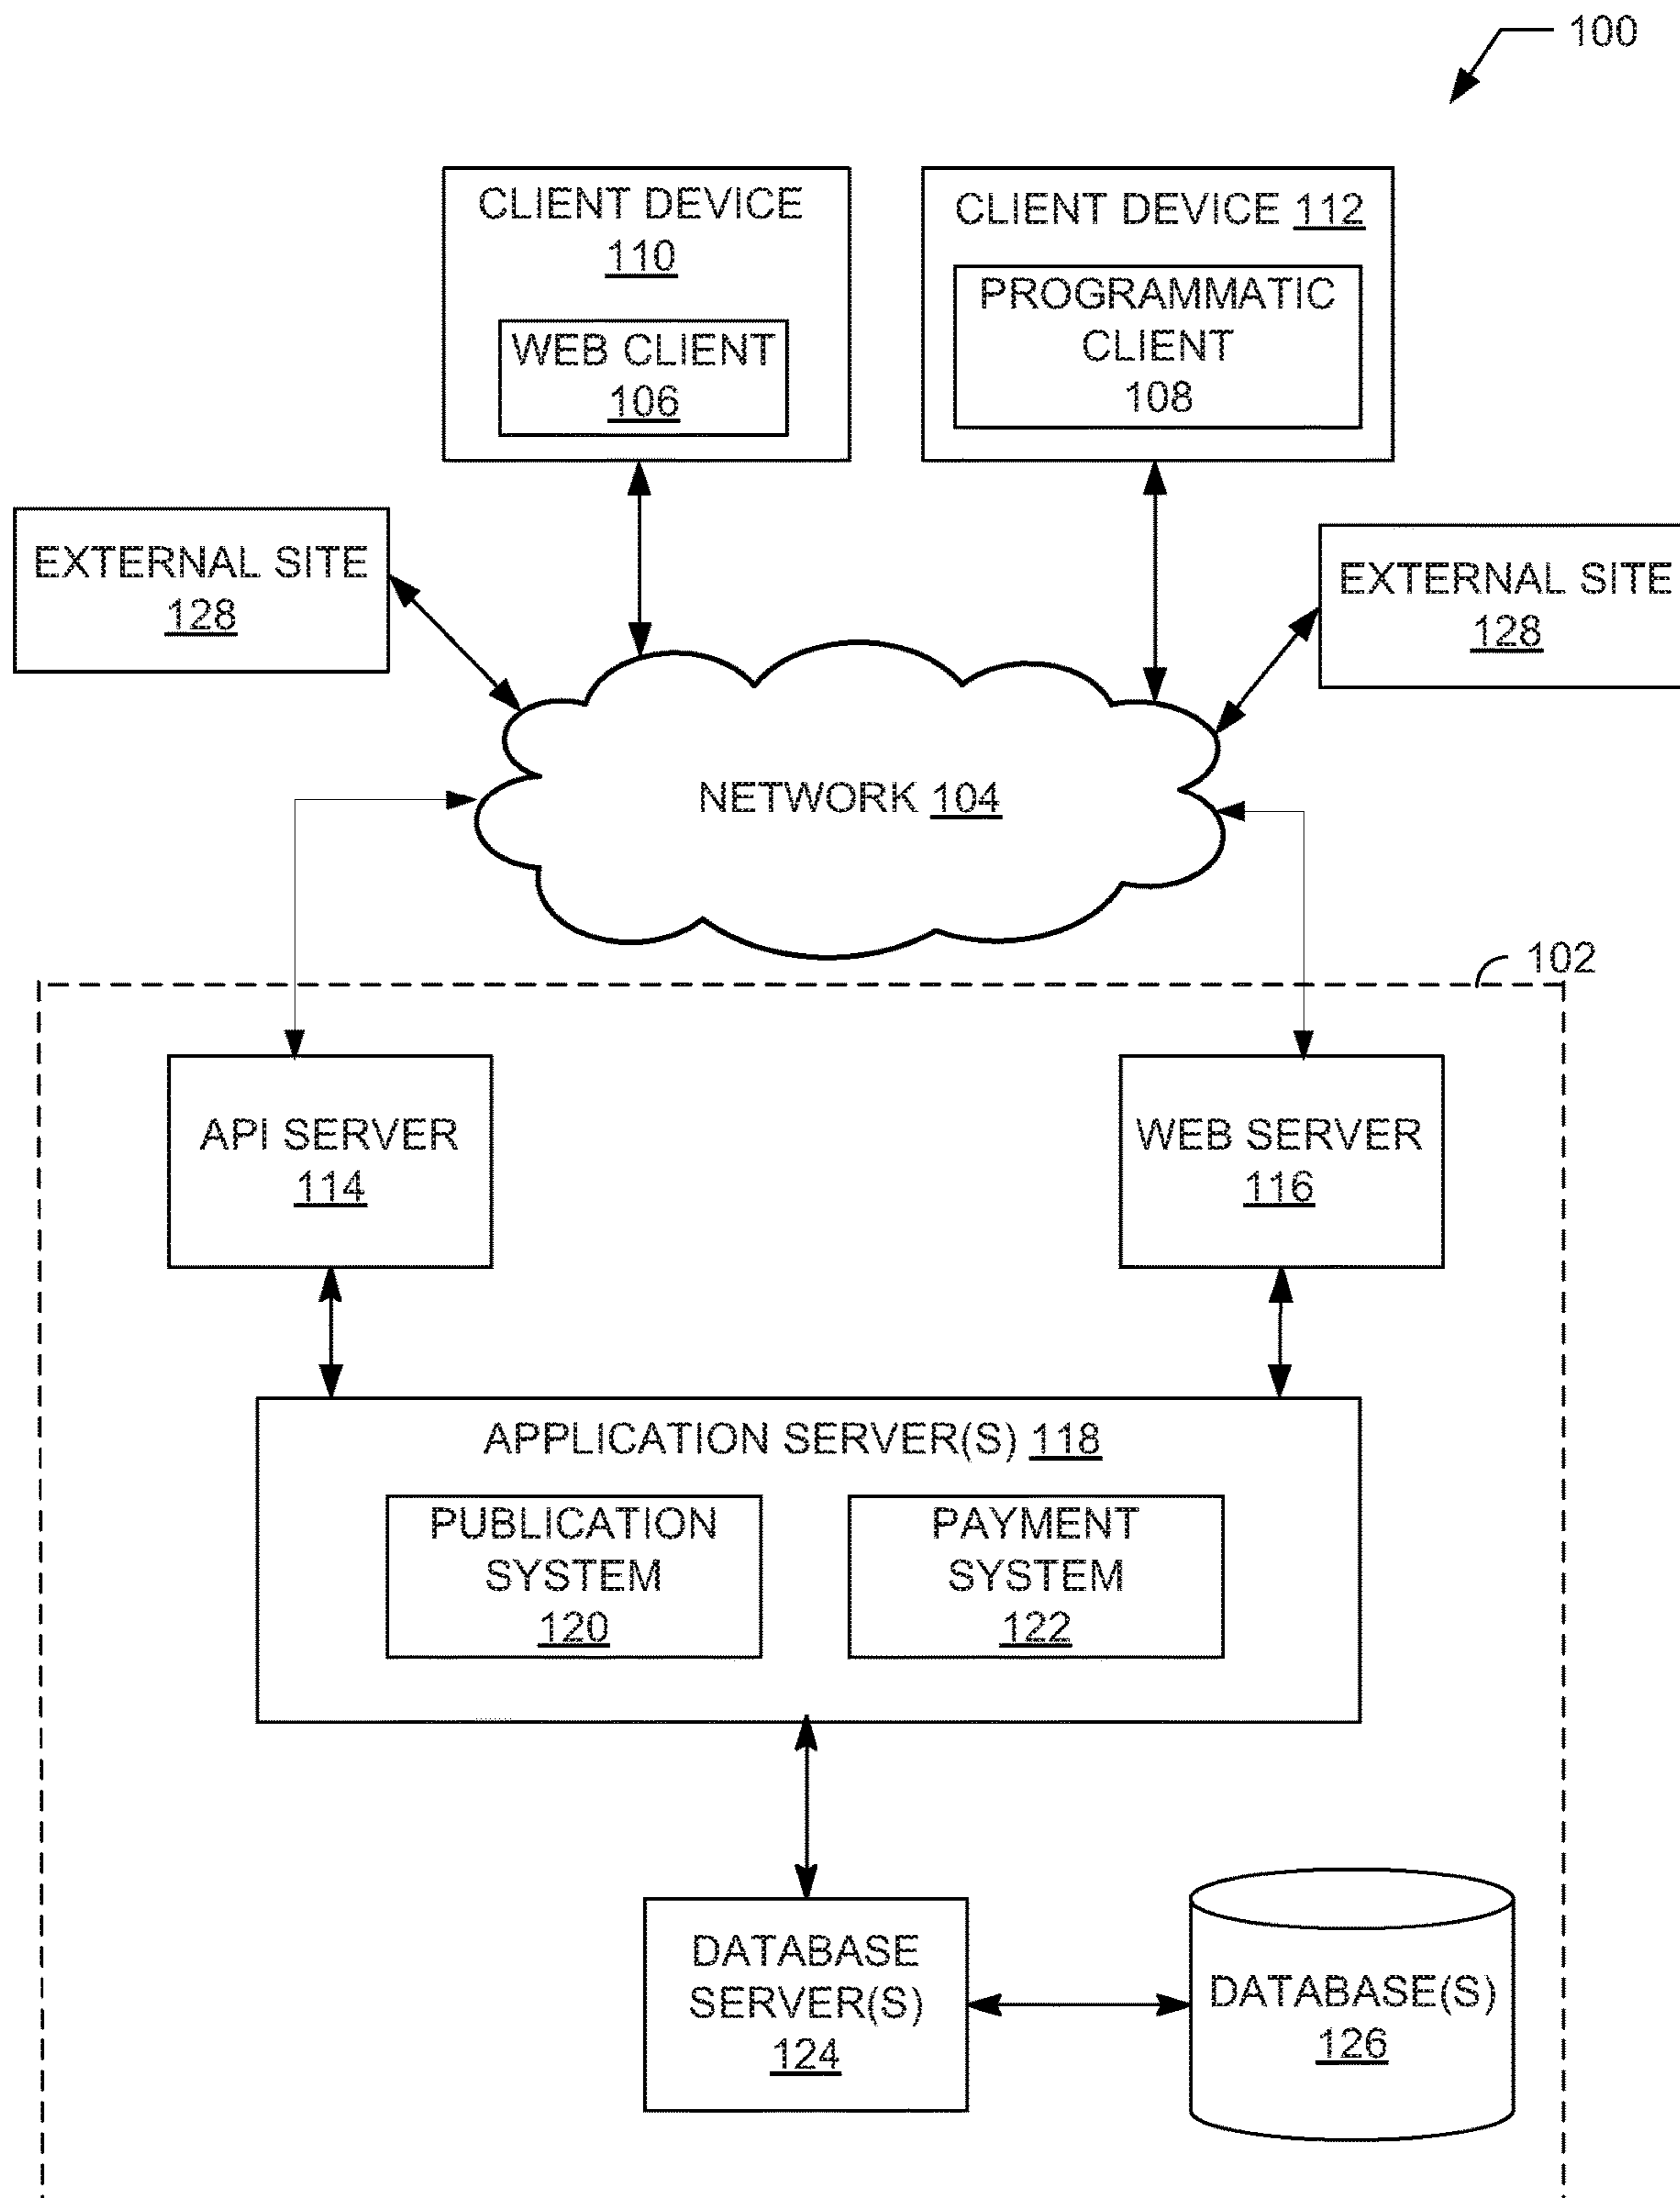 100
CLIENT DEVICE
110
WEB CLIENT
106
CLIENT DEVICE 112
PROGRAMMATIC
CLIENT
108
EXTERNAL SITE
128
EXTERNAL SITE
128
NETWORK 104
102
API SERVER
114
WEB SERVER
116
APPLICATION SERVER(S) 118
PUBLICATION
SYSTEM
120
PAYMENT
SYSTEM
122
DATABASE
SERVER(S)
124
DATABASE(S)
126